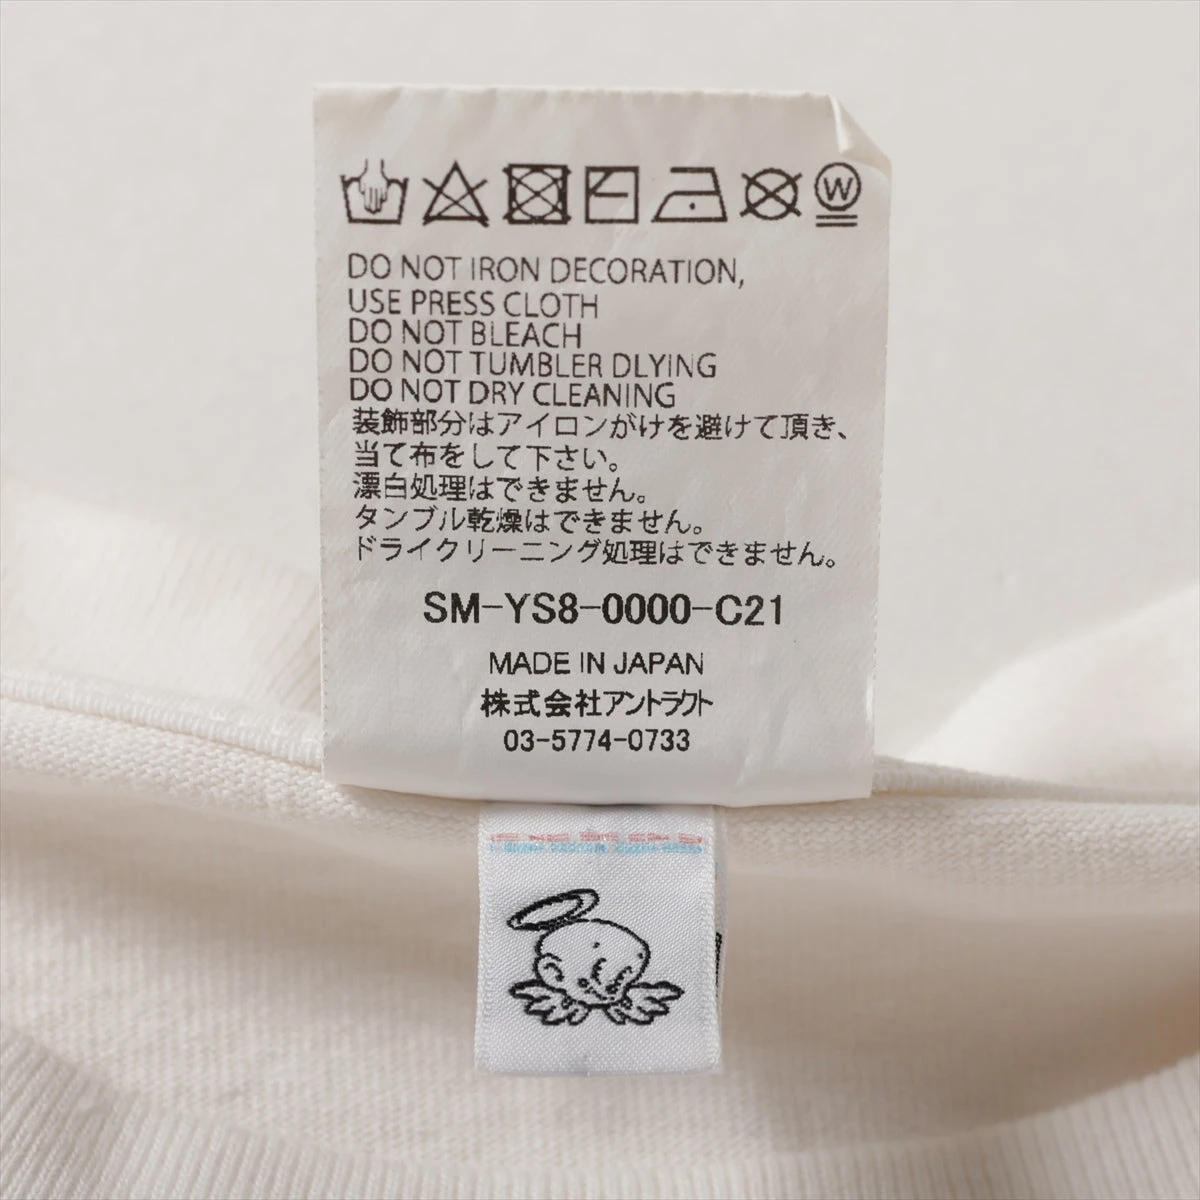 W
DO NOT IRON DECORATION,
USE PRESS CLOTH
DO NOT BLEACH
DO NOT TUMBLER DLYING
DO NOT DRY CLEANING
装飾部分はアイロンがけを避けて頂き、
当て布をして下さい。
漂白処理はできません。
タンブル乾燥はできません。
ドライクリーニング処理はできません。
SM-YS8-0000-C21
MADE IN JAPAN
株式会社アントラクト
03-5774-0733